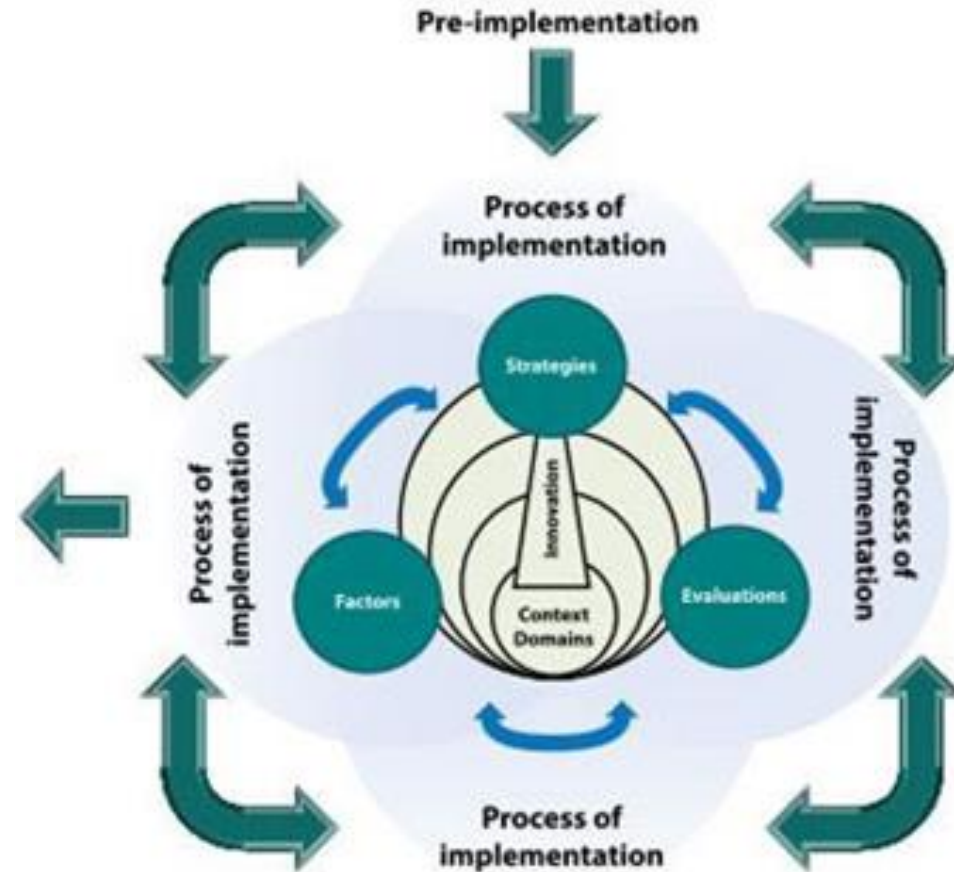 Pre-implementation
Process of
implementation
Strategies
Process of
implementation
Innovation
Process of
implementation
Factors
Evaluations
Context
Domains
Process of
implementation